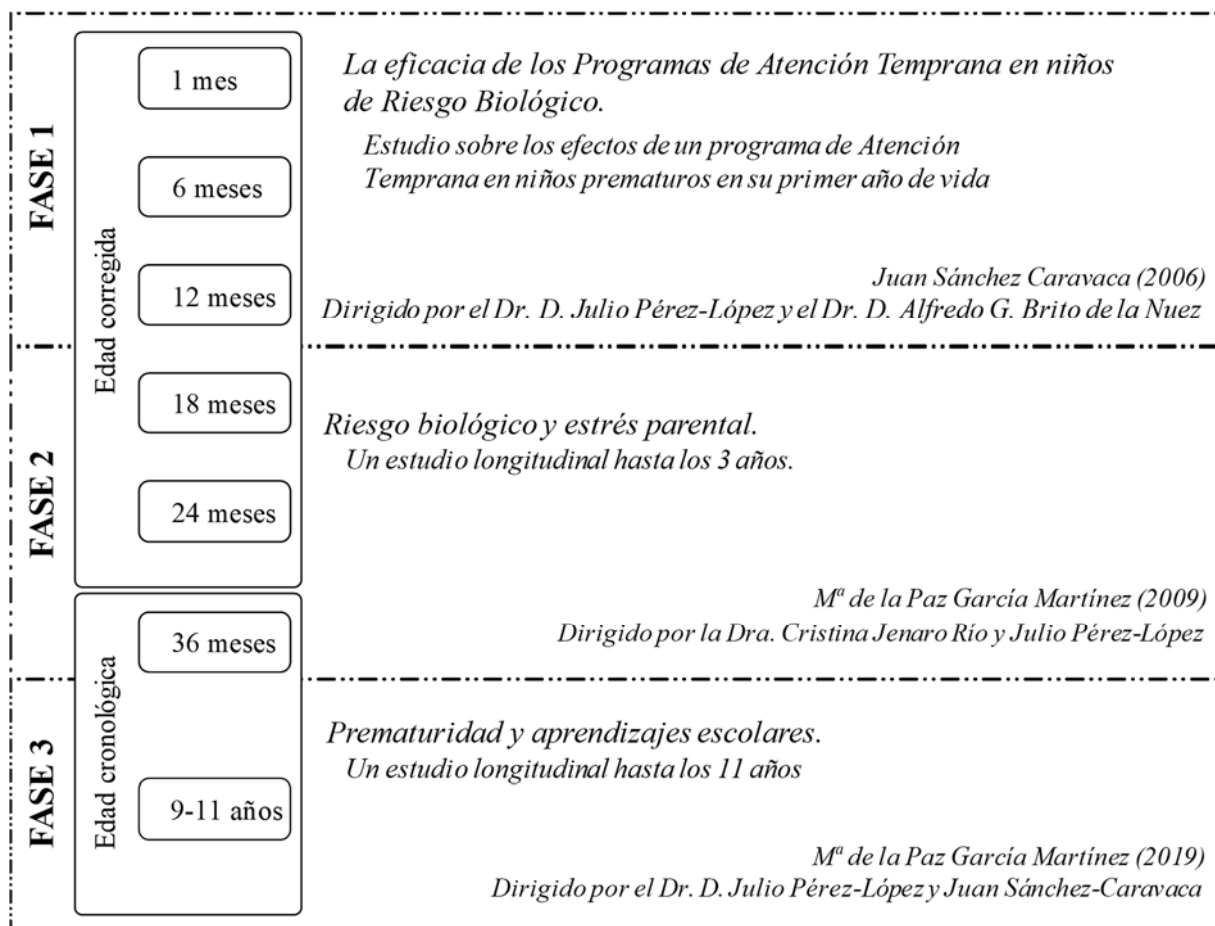 FASE 1
Edad corregida
1 mes
6 meses
12 meses
La eficacia de los Programas de Atención Temprana en niños
de Riesgo Biológico.
Estudio sobre los efectos de un programa de Atención
Temprana en niños prematuros en su primer año de vida
Juan Sánchez Caravaca (2006)
Dirigido por el Dr. D. Julio Pérez-López y el Dr. D. Alfredo G. Brito de la Nuez
FASE 2
18 meses
24 meses
Riesgo biológico y estrés parental.
Un estudio longitudinal hasta los 3 años.
Edad cronológica
36 meses
Mª de la Paz García Martínez (2009)
Dirigido por la Dra. Cristina Jenaro Río y Julio Pérez-López
FASE 3
9-11 años
Prematuridad y aprendizajes escolares.
Un estudio longitudinal hasta los 11 años
Mª de la Paz García Martínez (2019)
Dirigido por el Dr. D. Julio Pérez-López y Juan Sánchez-Caravaca